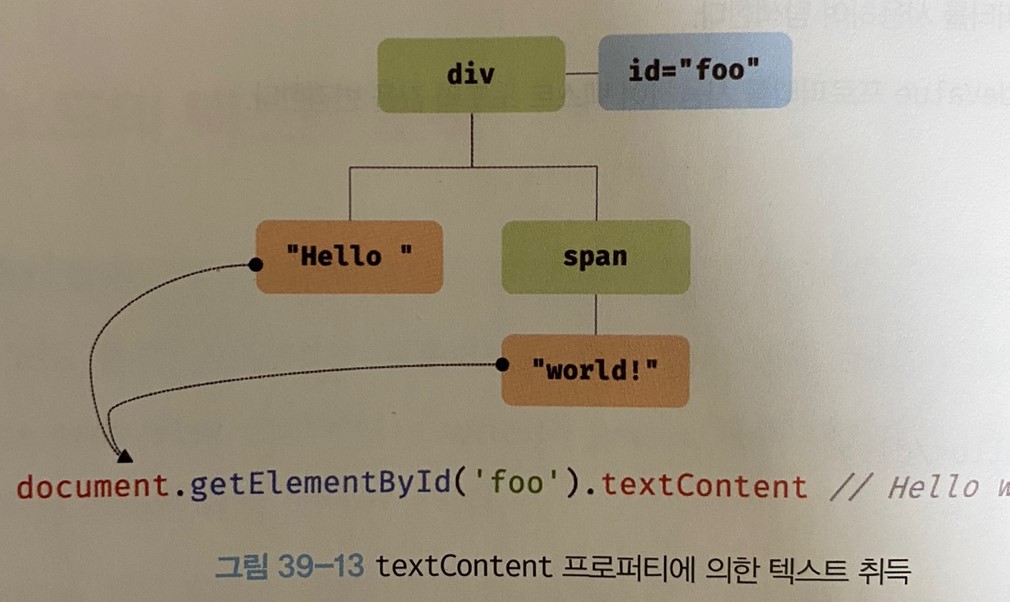 div
id="foo"
"Hello "
span
"world!"
document.getElementById('foo').textContent // Hello w
그림 39-13 textContent 프로퍼티에 의한 텍스트 취득